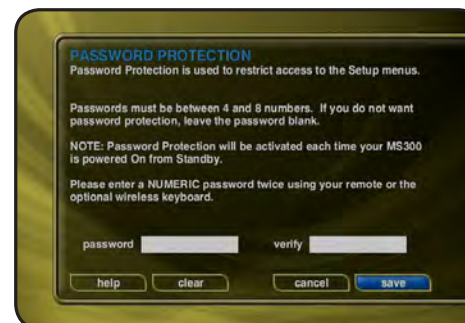 PASSWORD PROTECTION
Password Protection is used to restrict access to the Setup menus.
Passwords must be between 4 and 8 numbers. If you do not want
password protection, leave the password blank.
NOTE: Password Protection will be activated each time your MS300
is powered On from Standby.
Please enter a NUMERIC password twice using your remote or the
optional wireless keyboard.
password verify
help clear cancel save